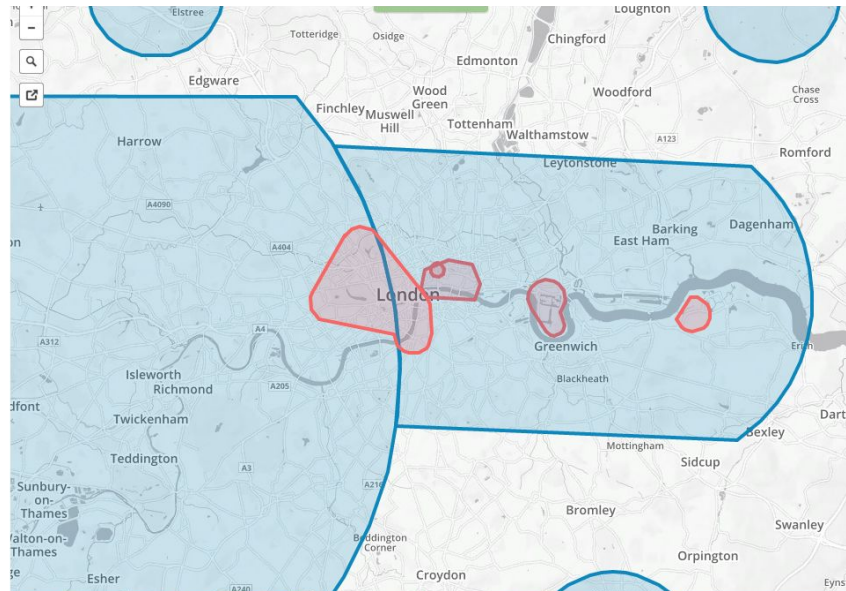 Loughton
Elstree
Totteridge
Osidge
Chingford
Edmonton
Edgware
Wood
Green
Woodford
Chase
Cross
Finchley
Muswell
Hill
Tottenham
Walthamstow
A123
Harrow
Romford
Leytonstone
A4090
Barking
Dagenham
East Ham
A404
London
A4
A312
Greenwich
Isleworth
Richmond
A205
Blackheath
Twickenham
Bexley
Mottingham
Teddington
Sidcup
A3
Sunbury-
on-
Thames
Bromley
Swanley
-on-
Thames
Beddington
Corner
Orpington
Croydon
Esher
A240